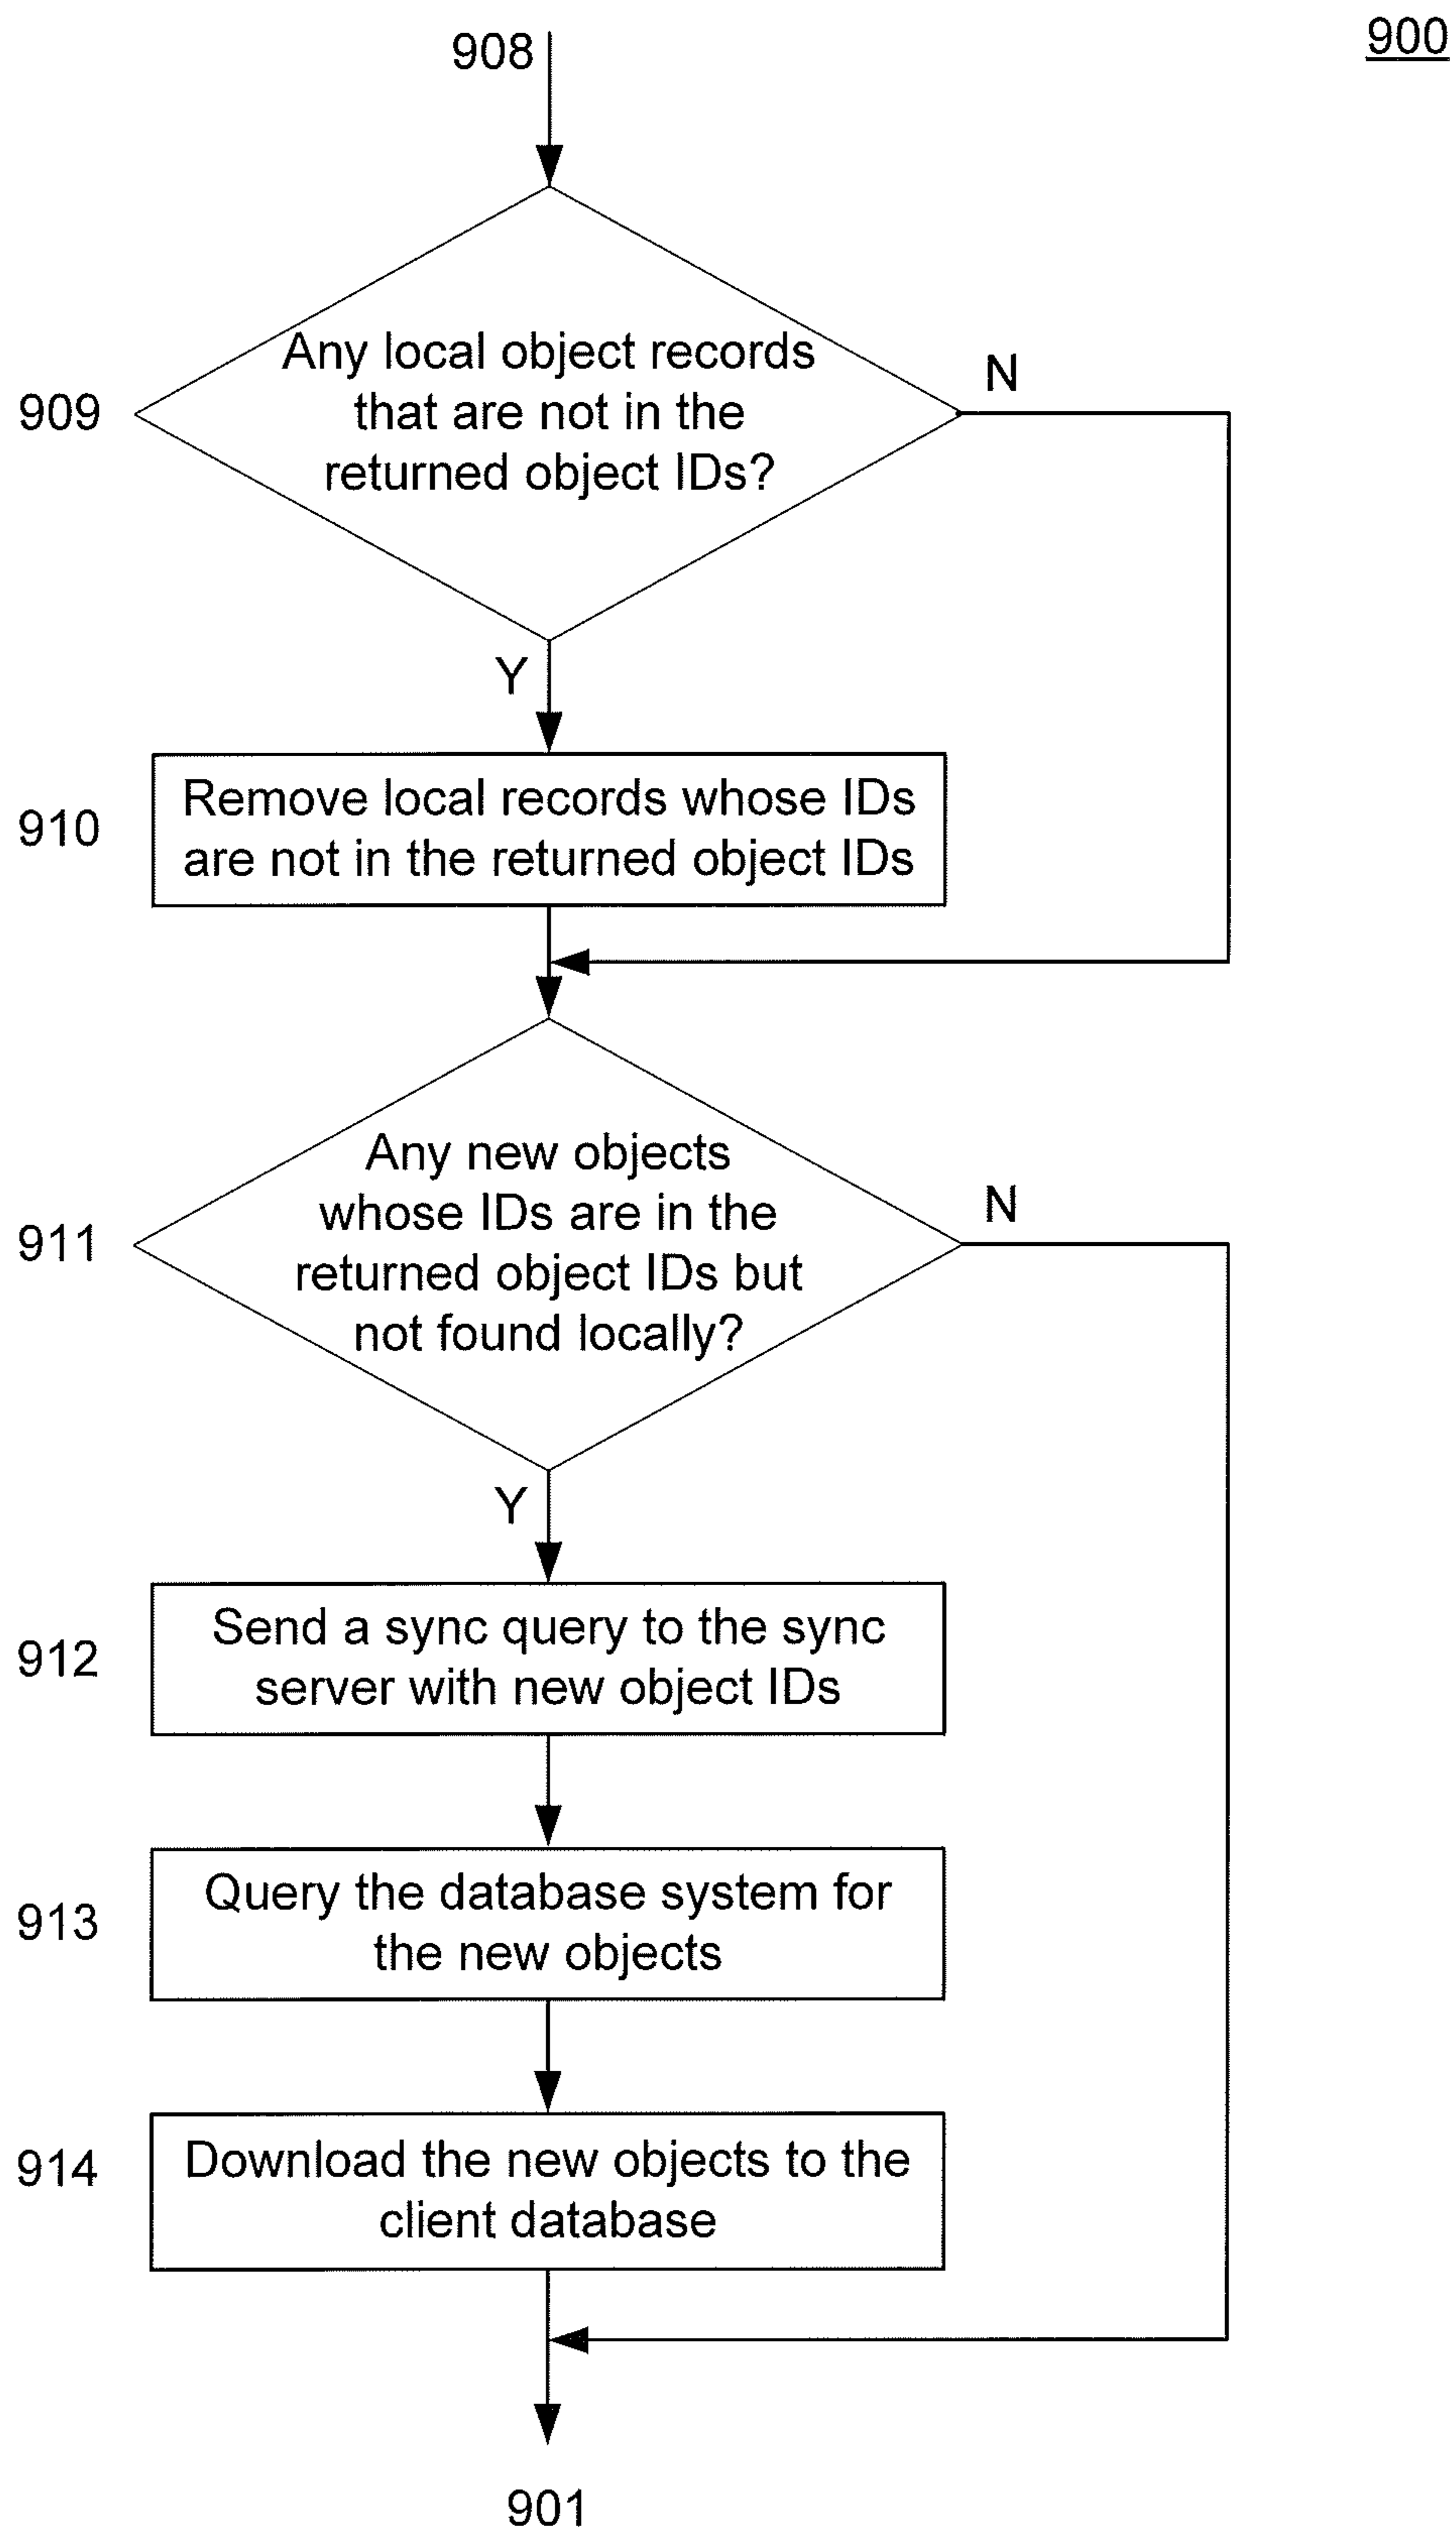 900
908
Any local object records
that are not in the
returned object IDs?
N
909
Y
Remove local records whose IDs
are not in the returned object IDs
910
Any new objects
whose IDs are in the
returned object IDs but
not found locally?
N
911
Y
Send a sync query to the sync
server with new object IDs
912
Query the database system for
the new objects
913
Download the new objects to the
client database
914
901